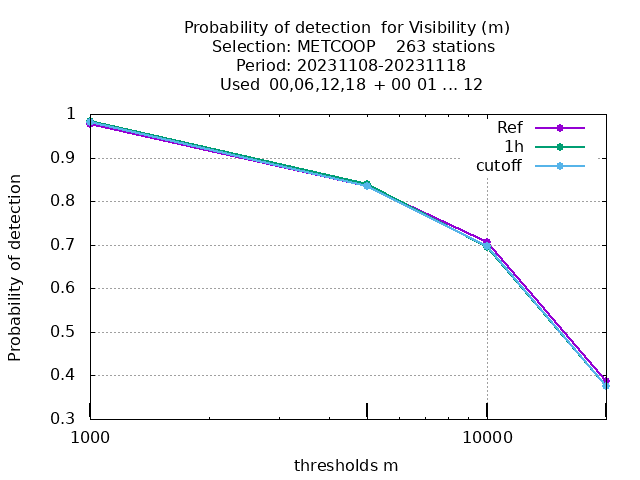 Probability of detection  for Visibility (m)
Selection: METCOOP    263 stations
Period: 20231108-20231118
Used  00,06,12,18  + 00 01 ... 12
Ref
1h
cutoff
Probability of detection
1
0.9
0.8
0.7
0.6
0.5
0.4
0.3
1000
10000
thresholds m